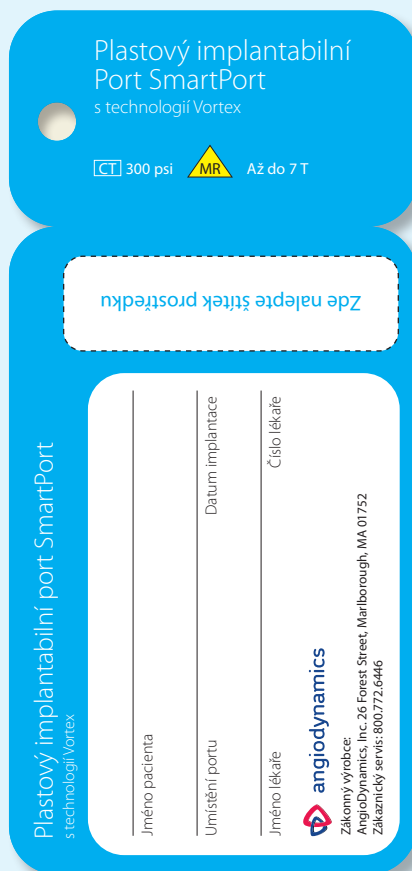 Plastový implantabilní
Port SmartPort
s technologií Vortex
CT 300 psi MR Až do 7 T
Zde nalepte štítek prostředku
Plastový implantabilní port SmartPort
s technologií Vortex
Jméno pacienta
Umístění portu Datum implantace
Jméno lékaře Číslo lékaře
angiodynamics
Zákonný výrobce:
AngioDynamics, Inc. 26 Forest Street, Marlborough, MA 01752
Zákaznický servis: 800.772.6446